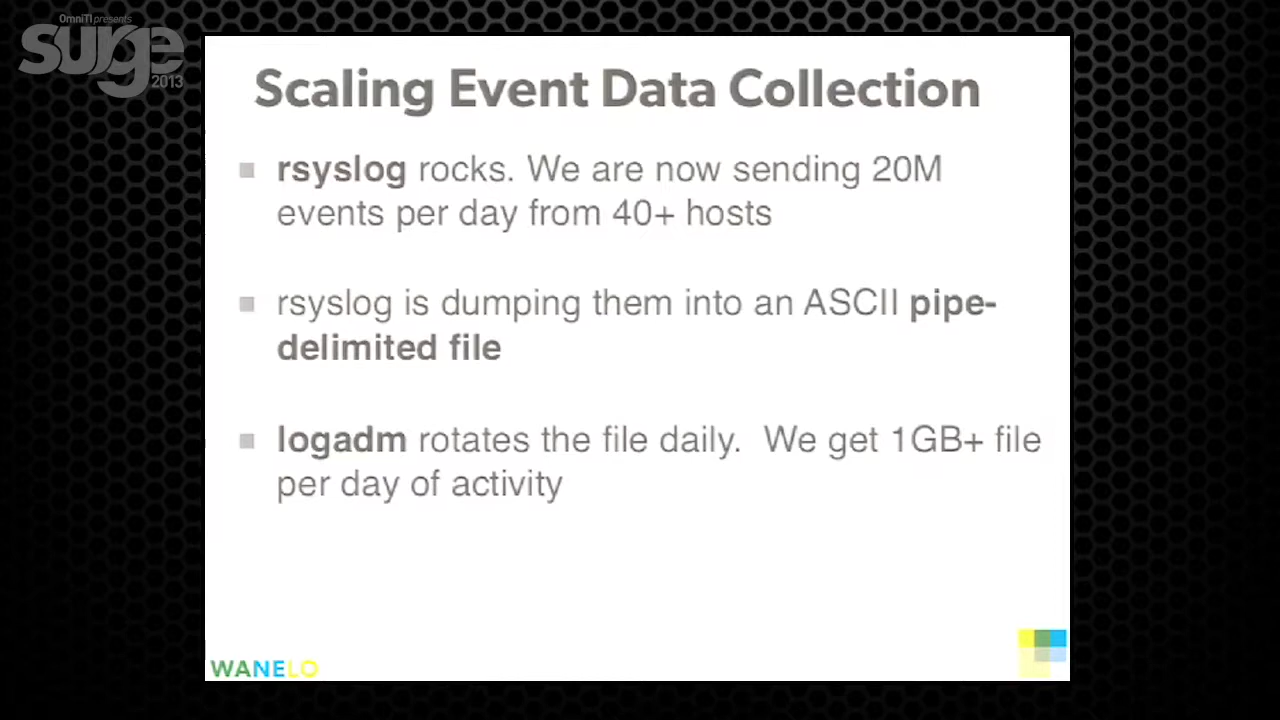 OmniTI presents
surge
2013
Scaling Event Data Collection
rsyslog rocks. We are now sending 20M
events per day from 40+ hosts
rsyslog is dumping them into an ASCII pipe-
delimited file
logadm rotates the file daily.  We get 1GB+ file
per day of activity
WANELO